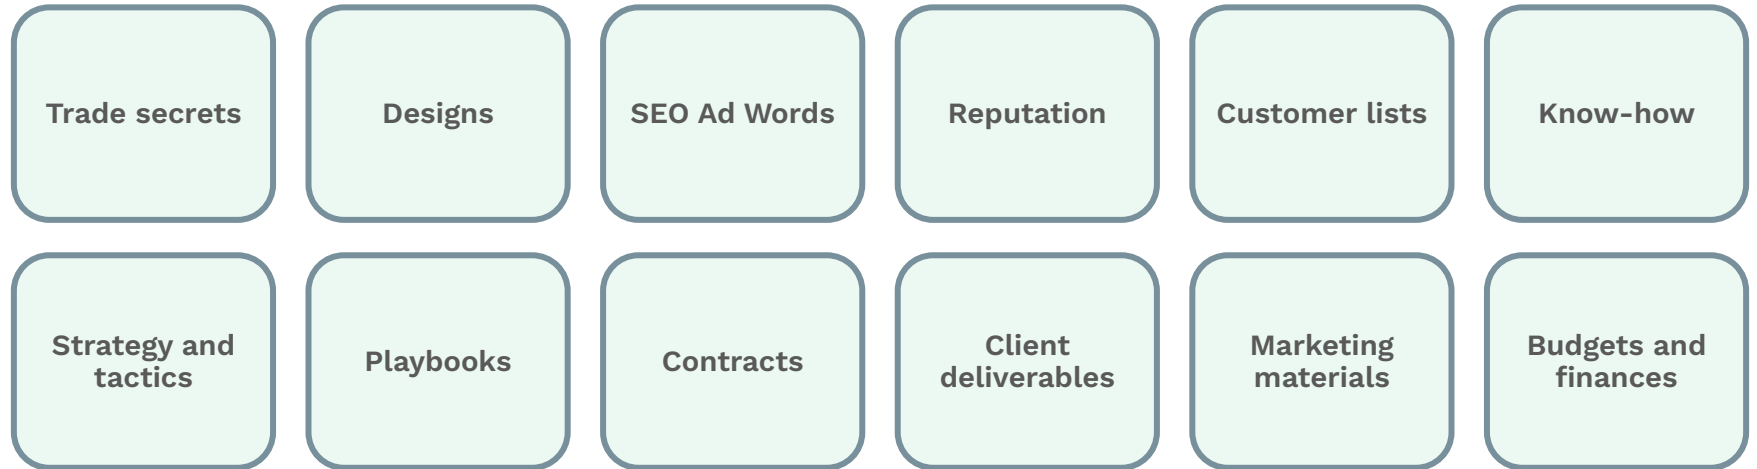 Trade secrets
Designs
SEO Ad Words
Reputation
Customer lists
Know-how
Strategy and
tactics
Playbooks
Contracts
Client
deliverables
Marketing
materials
Budgets and
finances